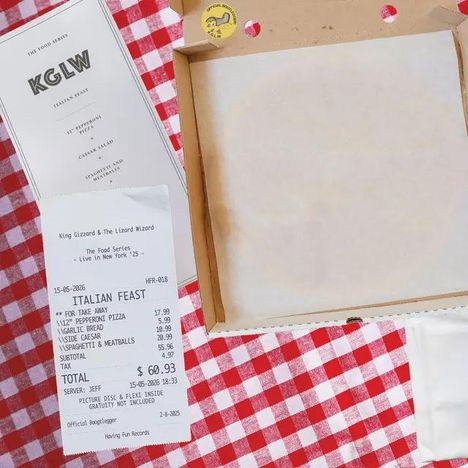 THE FOOD SERIES
KGLW
ITALIAN FEAST
12" PEPPERONI
PIZZA
CAESAR SALAD
SPAGHETTI AND
MEATBALLS
King Gizzard & The Lizard Wizard
The Food Series
- Live in New York '25 -
15-05-2026 HFR-018
ITALIAN FEAST
** FOR TAKE AWAY
\\12" PEPPERONI PIZZA 17.99
\\GARLIC BREAD 5.99
\\SIDE CAESAR 10.99
\\SPAGHETTI & MEATBALLS 20.99
SUBTOTAL 55.96
TAX 4.97
TOTAL $ 60.93
SERVER: JEFF 15-05-2026 18:33
PICTURE DISC & FLEXI INSIDE
GRATUITY NOT INCLUDED
Official Bootlegger 2-8-2025
Having Fun Records